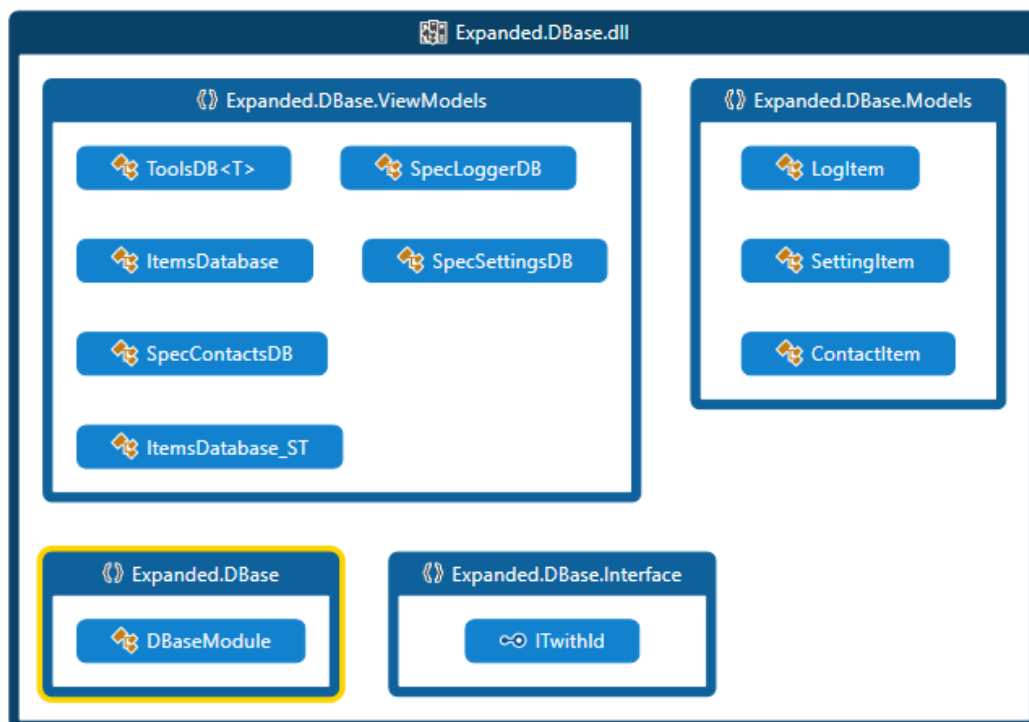 Expanded.DBase.dll
Expanded.DBase.ViewModels
ToolsDB<T>
SpecLoggerDB
ItemsDatabase
SpecSettingsDB
SpecContactsDB
ItemsDatabase_ST
Expanded.DBase.Models
LogItem
SettingItem
ContactItem
Expanded.DBase
DBaseModule
Expanded.DBase.Interface
ITwithId